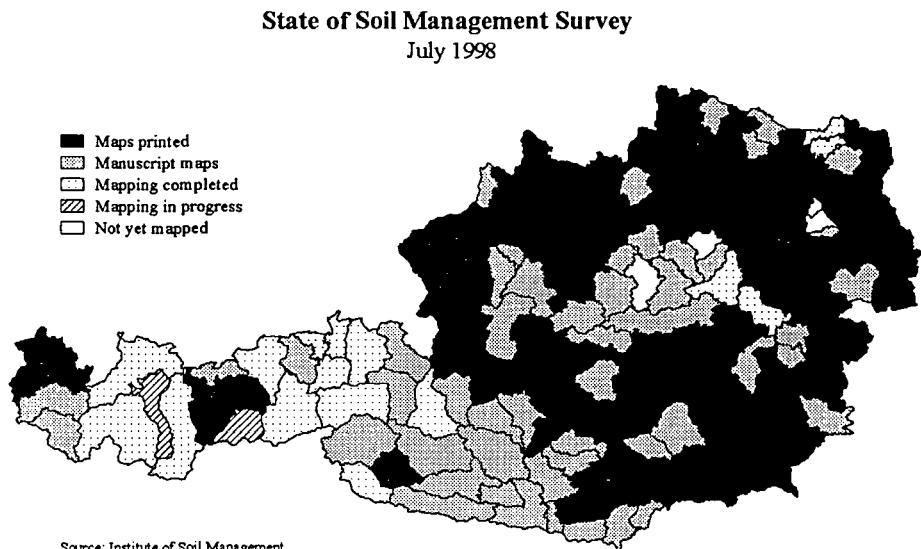 State of Soil Management Survey
July 1998
Maps printed
Manuscript maps
Mapping completed
Mapping in progress
Not yet mapped
Source: Institute of Soil Management